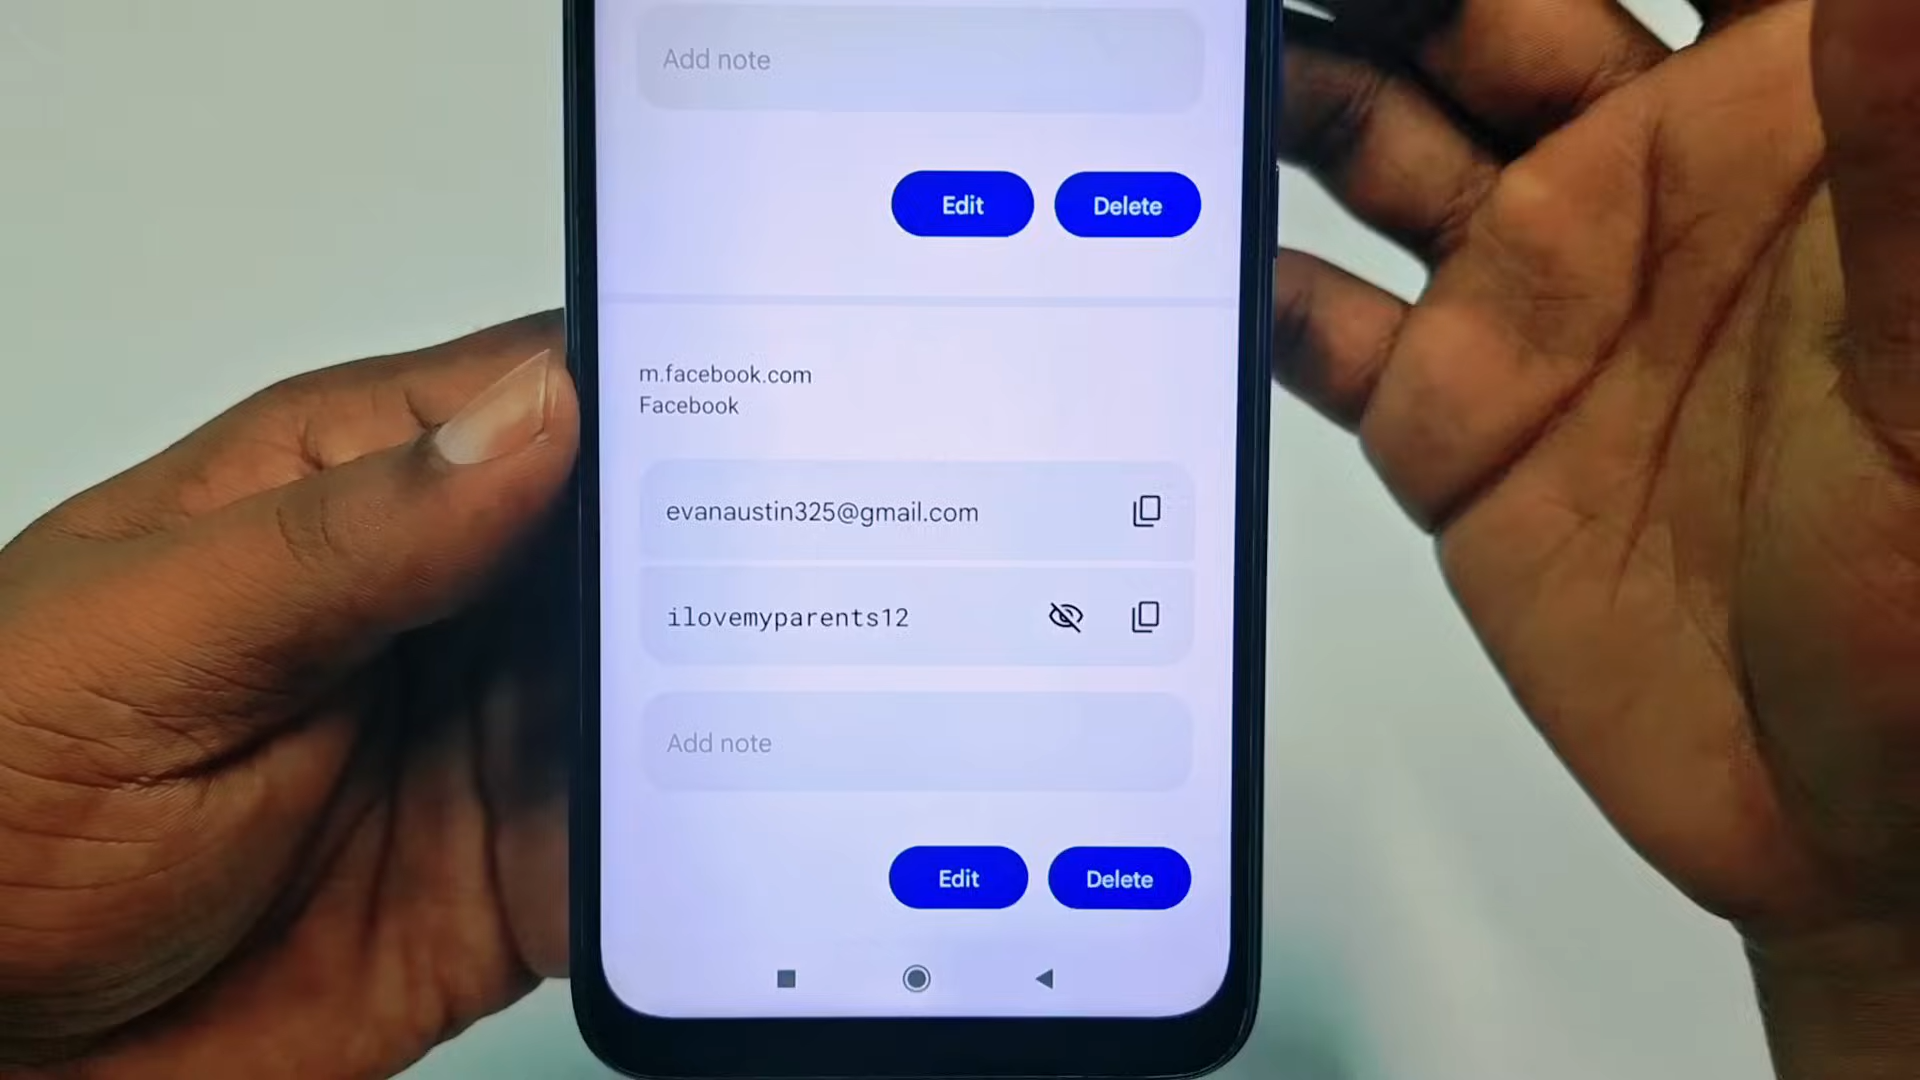 Add note
Edit Delete
m.facebook.com
Facebook
evanaustin325@gmail.com
ilovemyparents12
Add note
Edit Delete